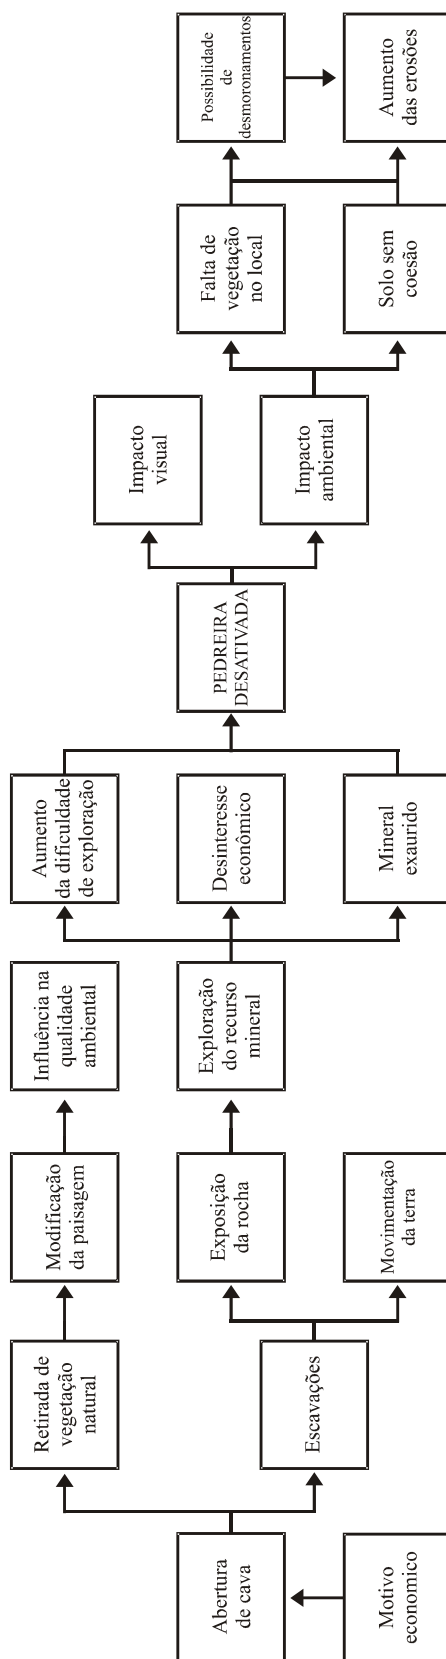 Motivo
economico
Abertura
de cava
Retirada de
vegetação
natural
Escavações
Modificação
da paisagem
Exposição
da rocha
Movimentação
da terra
Influência na
qualidade
ambiental
Exploração
do recurso
mineral
Aumento
da dificuldade
de exploração
Desinteresse
econômico
Mineral
exaurido
PEDREIRA
DESATIVADA
Impacto
visual
Impacto
ambiental
Falta de
vegetação
no local
Solo sem
coesão
Possibilidade
de
desmoronamentos
Aumento
das erosões